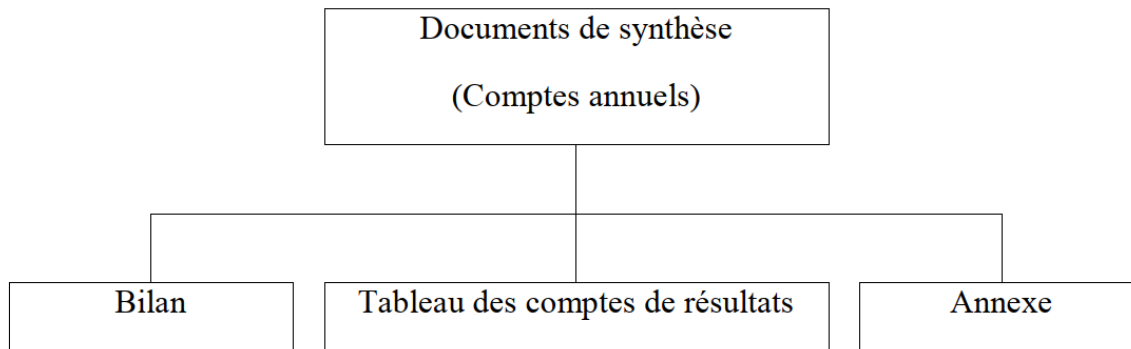 Documents de synthèse
(Comptes annuels)
Bilan
Tableau des comptes de résultats
Annexe